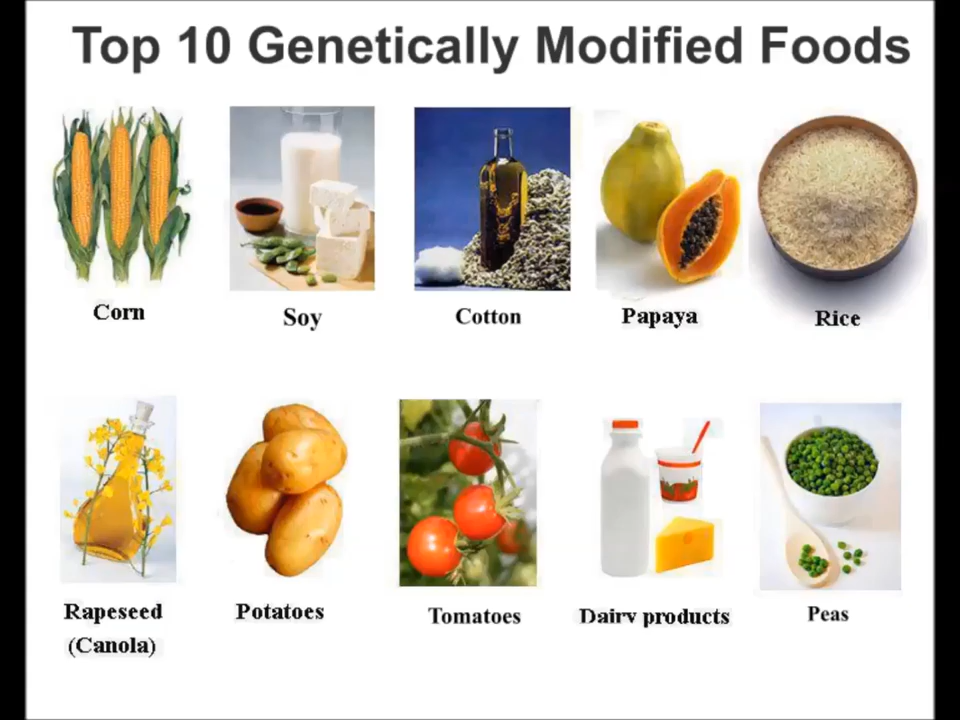 Top 10 Genetically Modified Foods
Corn
Soy
Cotton
Papaya
Rice
Rapeseed
(Canola)
Potatoes
Tomatoes
Dairy products
Peas